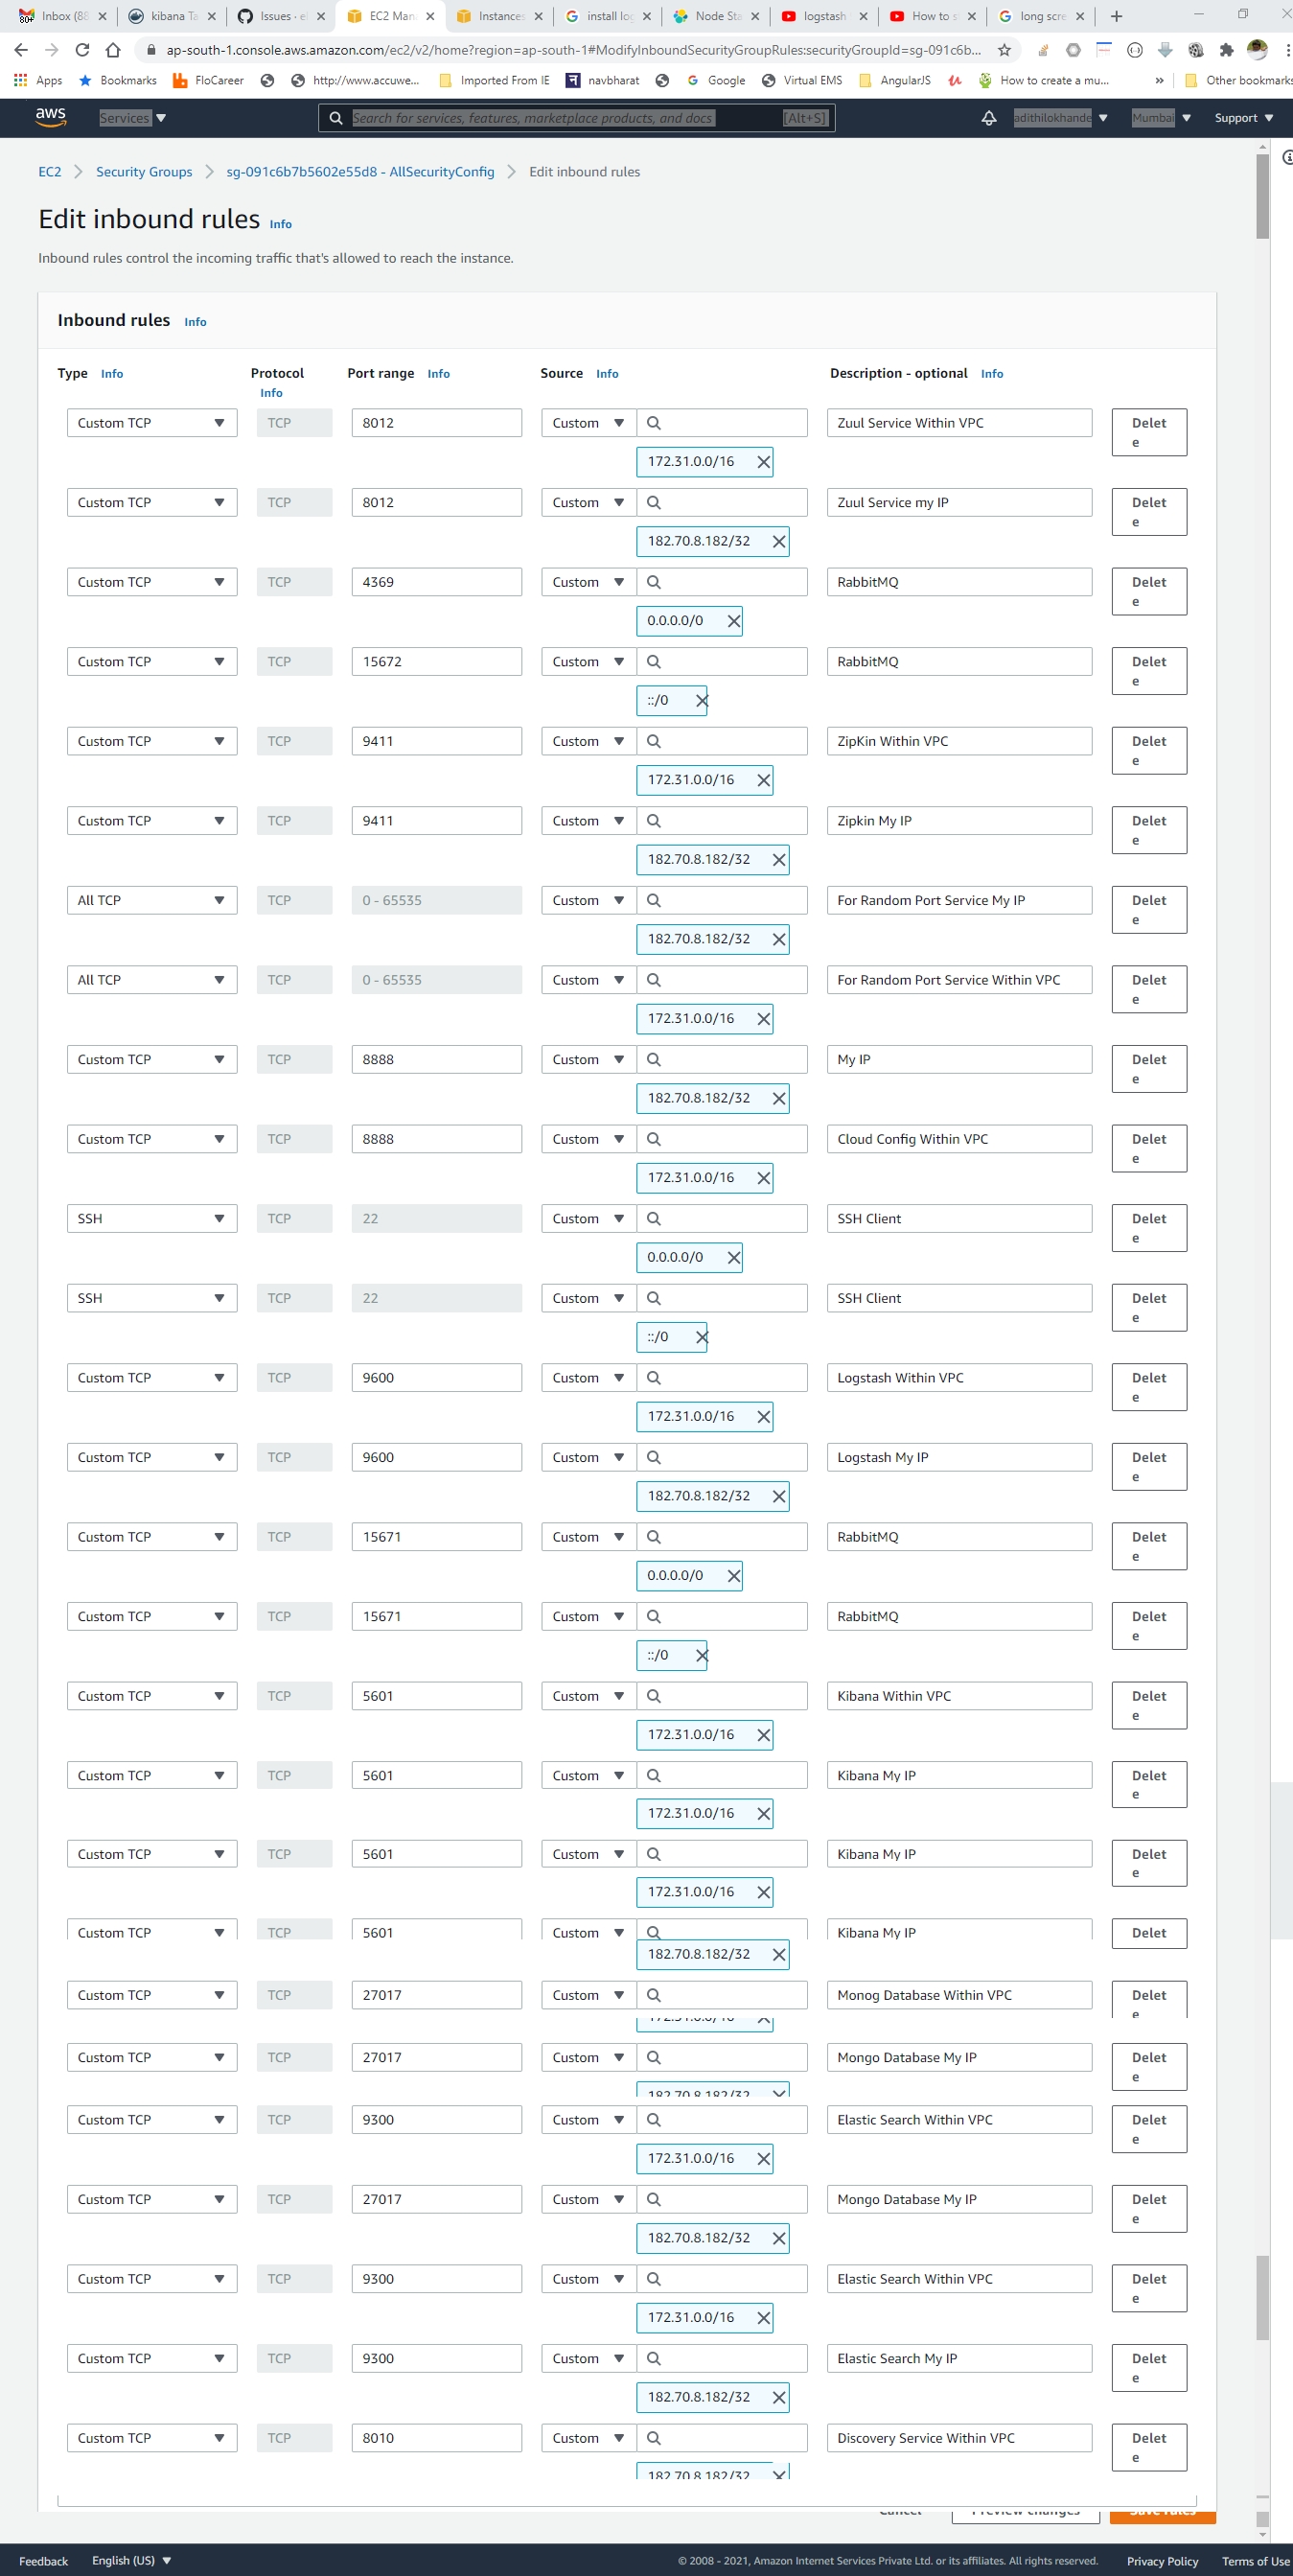 Inbox (88
kibana Ta
Issues · el
EC2 Man
Instances
install log
Node Sta
logstash
How to s
long scre
ap-south-1.console.aws.amazon.com/ec2/v2/home?region=ap-south-1#ModifyInboundSecurityGroupRules:securityGroupId=sg-091c6b...
Apps Bookmarks FloCareer http://www.accuwe... Imported From IE navbharat Google Virtual EMS AngularJS How to create a mu... » Other bookmarks
aws Services Search for services, features, marketplace products, and docs [Alt+S] adithilokhande Mumbai Support
EC2 > Security Groups > sg-091c6b7b5602e55d8 - AllSecurityConfig > Edit inbound rules
Edit inbound rules Info
Inbound rules control the incoming traffic that's allowed to reach the instance.
Inbound rules Info
Type Info Protocol Info Port range Info Source Info Description - optional Info
Custom TCP TCP 8012 Custom Zuul Service Within VPC Delete
172.31.0.0/16
Custom TCP TCP 8012 Custom Zuul Service my IP Delete
182.70.8.182/32
Custom TCP TCP 4369 Custom RabbitMQ Delete
0.0.0.0/0
Custom TCP TCP 15672 Custom RabbitMQ Delete
::/0
Custom TCP TCP 9411 Custom ZipKin Within VPC Delete
172.31.0.0/16
Custom TCP TCP 9411 Custom Zipkin My IP Delete
182.70.8.182/32
All TCP TCP 0 - 65535 Custom For Random Port Service My IP Delete
182.70.8.182/32
All TCP TCP 0 - 65535 Custom For Random Port Service Within VPC Delete
172.31.0.0/16
Custom TCP TCP 8888 Custom My IP Delete
182.70.8.182/32
Custom TCP TCP 8888 Custom Cloud Config Within VPC Delete
172.31.0.0/16
SSH TCP 22 Custom SSH Client Delete
0.0.0.0/0
SSH TCP 22 Custom SSH Client Delete
::/0
Custom TCP TCP 9600 Custom Logstash Within VPC Delete
172.31.0.0/16
Custom TCP TCP 9600 Custom Logstash My IP Delete
182.70.8.182/32
Custom TCP TCP 15671 Custom RabbitMQ Delete
0.0.0.0/0
Custom TCP TCP 15671 Custom RabbitMQ Delete
::/0
Custom TCP TCP 5601 Custom Kibana Within VPC Delete
172.31.0.0/16
Custom TCP TCP 5601 Custom Kibana My IP Delete
172.31.0.0/16
Custom TCP TCP 5601 Custom Kibana My IP Delete
172.31.0.0/16
Custom TCP TCP 5601 Custom Kibana My IP Delet
182.70.8.182/32
Custom TCP TCP 27017 Custom Monog Database Within VPC Delete
172.31.0.0/16
Custom TCP TCP 27017 Custom Mongo Database My IP Delete
182.70.8.182/32
Custom TCP TCP 9300 Custom Elastic Search Within VPC Delete
172.31.0.0/16
Custom TCP TCP 27017 Custom Mongo Database My IP Delete
182.70.8.182/32
Custom TCP TCP 9300 Custom Elastic Search Within VPC Delete
172.31.0.0/16
Custom TCP TCP 9300 Custom Elastic Search My IP Delete
182.70.8.182/32
Custom TCP TCP 8010 Custom Discovery Service Within VPC Delete
182.70.8.182/32
Cancel Preview changes Save rules
Feedback English (US) © 2008 - 2021, Amazon Internet Services Private Ltd. or its affiliates. All rights reserved. Privacy Policy Terms of Use